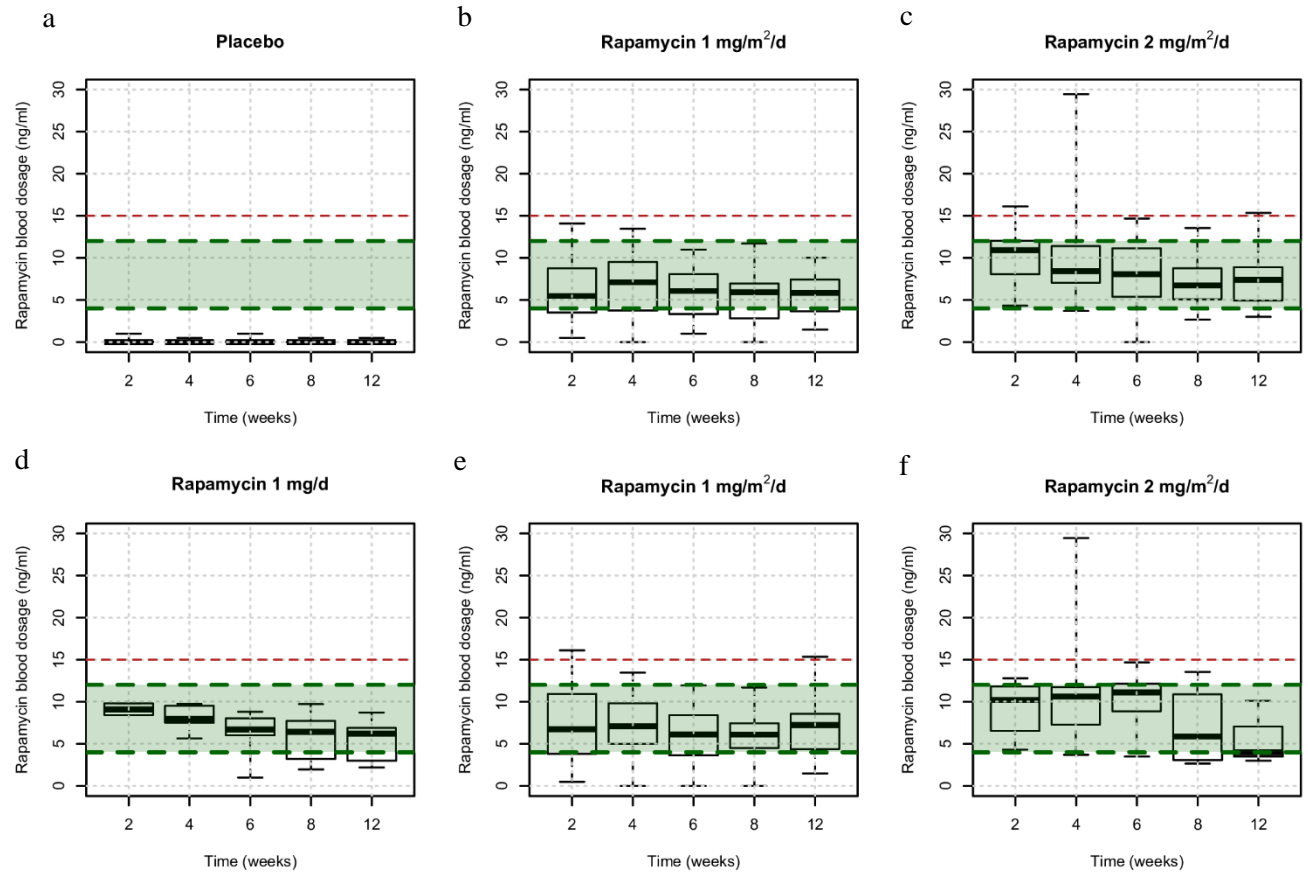 a
Placebo
Rapamycin blood dosage (ng/ml)
30
25
20
15
10
5
0
2 4 6 8 12
Time (weeks)
b
Rapamycin 1 mg/m²/d
Rapamycin blood dosage (ng/ml)
30
25
20
15
10
5
0
2 4 6 8 12
Time (weeks)
c
Rapamycin 2 mg/m²/d
Rapamycin blood dosage (ng/ml)
30
25
20
15
10
5
0
2 4 6 8 12
Time (weeks)
d
Rapamycin 1 mg/d
Rapamycin blood dosage (ng/ml)
30
25
20
15
10
5
0
2 4 6 8 12
Time (weeks)
e
Rapamycin 1 mg/m²/d
Rapamycin blood dosage (ng/ml)
30
25
20
15
10
5
0
2 4 6 8 12
Time (weeks)
f
Rapamycin 2 mg/m²/d
Rapamycin blood dosage (ng/ml)
30
25
20
15
10
5
0
2 4 6 8 12
Time (weeks)